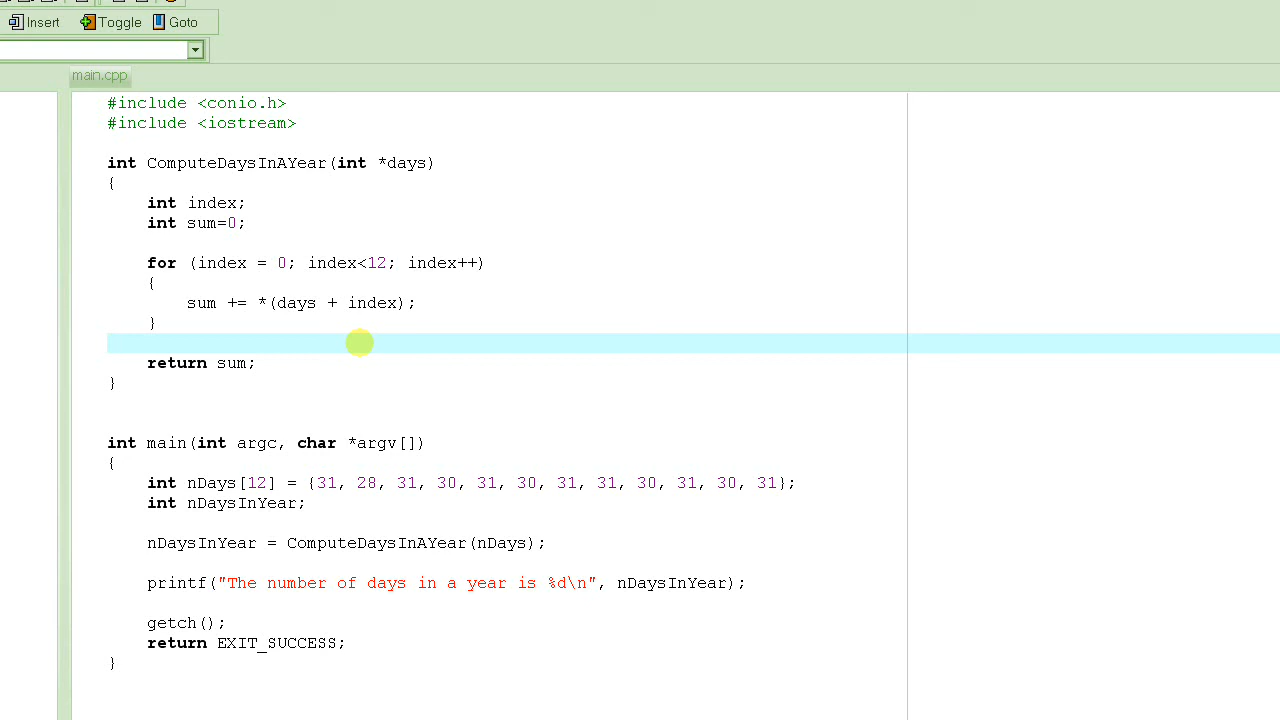 Insert Toggle Goto
main.cpp
#include <conio.h>
#include <iostream>
int ComputeDaysInAYear(int *days)
{
int index;
int sum=0;
for (index = 0; index<12; index++)
{
sum += *(days + index);
}
return sum;
}
int main(int argc, char *argv[])
{
int nDays[12] = {31, 28, 31, 30, 31, 30, 31, 31, 30, 31, 30, 31};
int nDaysInYear;
nDaysInYear = ComputeDaysInAYear(nDays);
printf("The number of days in a year is %d\n", nDaysInYear);
getch();
return EXIT_SUCCESS;
}